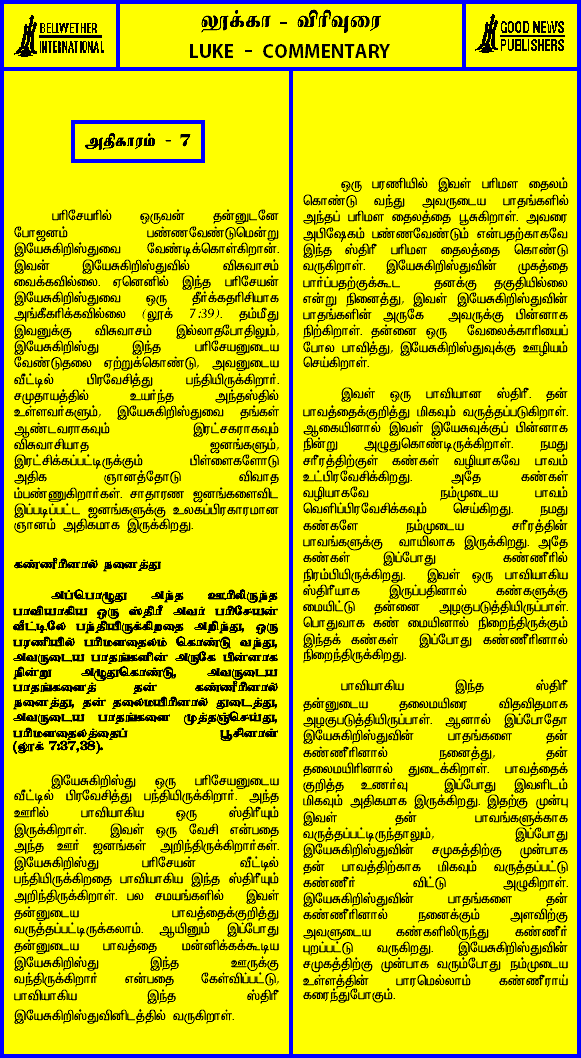 BELLWETHER
INTERNATIONAL
லூக்கா - விரிவுரை
LUKE - COMMENTARY
GOOD NEWS
PUBLISHERS
அதிகாரம் - 7
பரிசேயரில் ஒருவன் தன்னுடனே
போஜனம் பண்ணவேண்டுமென்று
இயேசுகிறிஸ்துவை வேண்டிக்கொள்கிறான்.
இவன் இயேசுகிறிஸ்துவில் விசுவாசம்
வைக்கவில்லை. ஏனெனில் இந்த பரிசேயன்
இயேசுகிறிஸ்துவை ஒரு தீர்க்கதரிசியாக
அங்கீகரிக்கவில்லை (லூக் 7:39). தம்மீது
இவனுக்கு விசுவாசம் இல்லாதபோதிலும்,
இயேசுகிறிஸ்து இந்த பரிசேயனுடைய
வேண்டுதலை ஏற்றுக்கொண்டு, அவனுடைய
வீட்டில் பிரவேசித்து பந்தியிருக்கிறார்.
சமுதாயத்தில் உயர்ந்த அந்தஸ்தில்
உள்ளவர்களும், இயேசுகிறிஸ்துவை தங்கள்
ஆண்டவராகவும் இரட்சகராகவும்
விசுவாசியாத ஜனங்களும்,
இரட்சிக்கப்பட்டிருக்கும் பிள்ளைகளோடு
அதிக ஞானத்தோடு விவாத
ம்பண்ணுகிறார்கள். சாதாரண ஜனங்களைவிட
இப்படிப்பட்ட ஜனங்களுக்கு உலகப்பிரகாரமான
ஞானம் அதிகமாக இருக்கிறது.
கண்ணீரினால் நனைத்து
அப்பொழுது அந்த ஊரிலிருந்த
பாவியாகிய ஒரு ஸ்திரீ அவர் பரிசேயன்
வீட்டிலே பந்தியிருக்கிறதை அறிந்து, ஒரு
பரணியில் பரிமளதைலம் கொண்டு வந்து,
அவருடைய பாதங்களின் அருகே பின்னாக
நின்று அழுதுகொண்டு, அவருடைய
பாதங்களைத் தன் கண்ணீரினால்
நனைத்து, தன் தலைமயிரினால் துடைத்து,
அவருடைய பாதங்களை முத்தஞ்செய்து,
பரிமளதைலத்தைப் பூசினாள்
(லூக் 7:37,38).
இயேசுகிறிஸ்து ஒரு பரிசேயனுடைய
வீட்டில் பிரவேசித்து பந்தியிருக்கிறார். அந்த
ஊரில் பாவியாகிய ஒரு ஸ்திரீயும்
இருக்கிறாள். இவள் ஒரு வேசி என்பதை
அந்த ஊர் ஜனங்கள் அறிந்திருக்கிறார்கள்.
இயேசுகிறிஸ்து பரிசேயன் வீட்டில்
பந்தியிருக்கிறதை பாவியாகிய இந்த ஸ்திரீயும்
அறிந்திருக்கிறாள். பல சமயங்களில் இவள்
தன்னுடைய பாவத்தைக்குறித்து
வருத்தப்பட்டிருக்கலாம். ஆயினும் இப்போது
தன்னுடைய பாவத்தை மன்னிக்கக்கூடிய
இயேசுகிறிஸ்து இந்த ஊருக்கு
வந்திருக்கிறார் என்பதை கேள்விப்பட்டு,
பாவியாகிய இந்த ஸ்திரீ
இயேசுகிறிஸ்துவினிடத்தில் வருகிறாள்.
ஒரு பரணியில் இவள் பரிமள தைலம்
கொண்டு வந்து அவருடைய பாதங்களில்
அந்தப் பரிமள தைலத்தை பூசுகிறாள். அவரை
அபிஷேகம் பண்ணவேண்டும் என்பதற்காகவே
இந்த ஸ்திரீ பரிமள தைலத்தை கொண்டு
வருகிறாள். இயேசுகிறிஸ்துவின் முகத்தை
பார்ப்பதற்குக்கூட தனக்கு தகுதியில்லை
என்று நினைத்து, இவள் இயேசுகிறிஸ்துவின்
பாதங்களின் அருகே அவருக்கு பின்னாக
நிற்கிறாள். தன்னை ஒரு வேலைக்காரியைப்
போல பாவித்து, இயேசுகிறிஸ்துவுக்கு ஊழியம்
செய்கிறாள்.
இவள் ஒரு பாவியான ஸ்திரீ. தன்
பாவத்தைக்குறித்து மிகவும் வருத்தப்படுகிறாள்.
ஆகையினால் இவள் இயேசுவுக்குப் பின்னாக
நின்று அழுதுகொண்டிருக்கிறாள். நமது
சரீரத்திற்குள் கண்கள் வழியாகவே பாவம்
உட்பிரவேசிக்கிறது. அதே கண்கள்
வழியாகவே நம்முடைய பாவம்
வெளிப்பிரவேசிக்கவும் செய்கிறது. நமது
கண்களே நம்முடைய சரீரத்தின்
பாவங்களுக்கு வாயிலாக இருக்கிறது. அதே
கண்கள் இப்போது கண்ணீரில்
நிரம்பியிருக்கிறது. இவள் ஒரு பாவியாகிய
ஸ்திரீயாக இருப்பதினால் கண்களுக்கு
மையிட்டு தன்னை அழகுபடுத்தியிருப்பாள்.
பொதுவாக கண் மையினால் நிறைந்திருக்கும்
இந்தக் கண்கள் இப்போது கண்ணீரினால்
நிறைந்திருக்கிறது.
பாவியாகிய இந்த ஸ்திரீ
தன்னுடைய தலைமயிரை விதவிதமாக
அழகுபடுத்தியிருப்பாள். ஆனால் இப்போதோ
இயேசுகிறிஸ்துவின் பாதங்களை தன்
கண்ணீரினால் நனைத்து, தன்
தலைமயிரினால் துடைக்கிறாள். பாவத்தைக்
குறித்த உணர்வு இப்போது இவளிடம்
மிகவும் அதிகமாக இருக்கிறது. இதற்கு முன்பு
இவள் தன் பாவங்களுக்காக
வருத்தப்பட்டிருந்தாலும், இப்போது
இயேசுகிறிஸ்துவின் சமுகத்திற்கு முன்பாக
தன் பாவத்திற்காக மிகவும் வருத்தப்பட்டு
கண்ணீர் விட்டு அழுகிறாள்.
இயேசுகிறிஸ்துவின் பாதங்களை தன்
கண்ணீரினால் நனைக்கும் அளவிற்கு
அவளுடைய கண்களிலிருந்து கண்ணீர்
புறப்பட்டு வருகிறது. இயேசுகிறிஸ்துவின்
சமுகத்திற்கு முன்பாக வரும்போது நம்முடைய
உள்ளத்தின் பாரமெல்லாம் கண்ணீராய்
கரைந்துபோகும்.